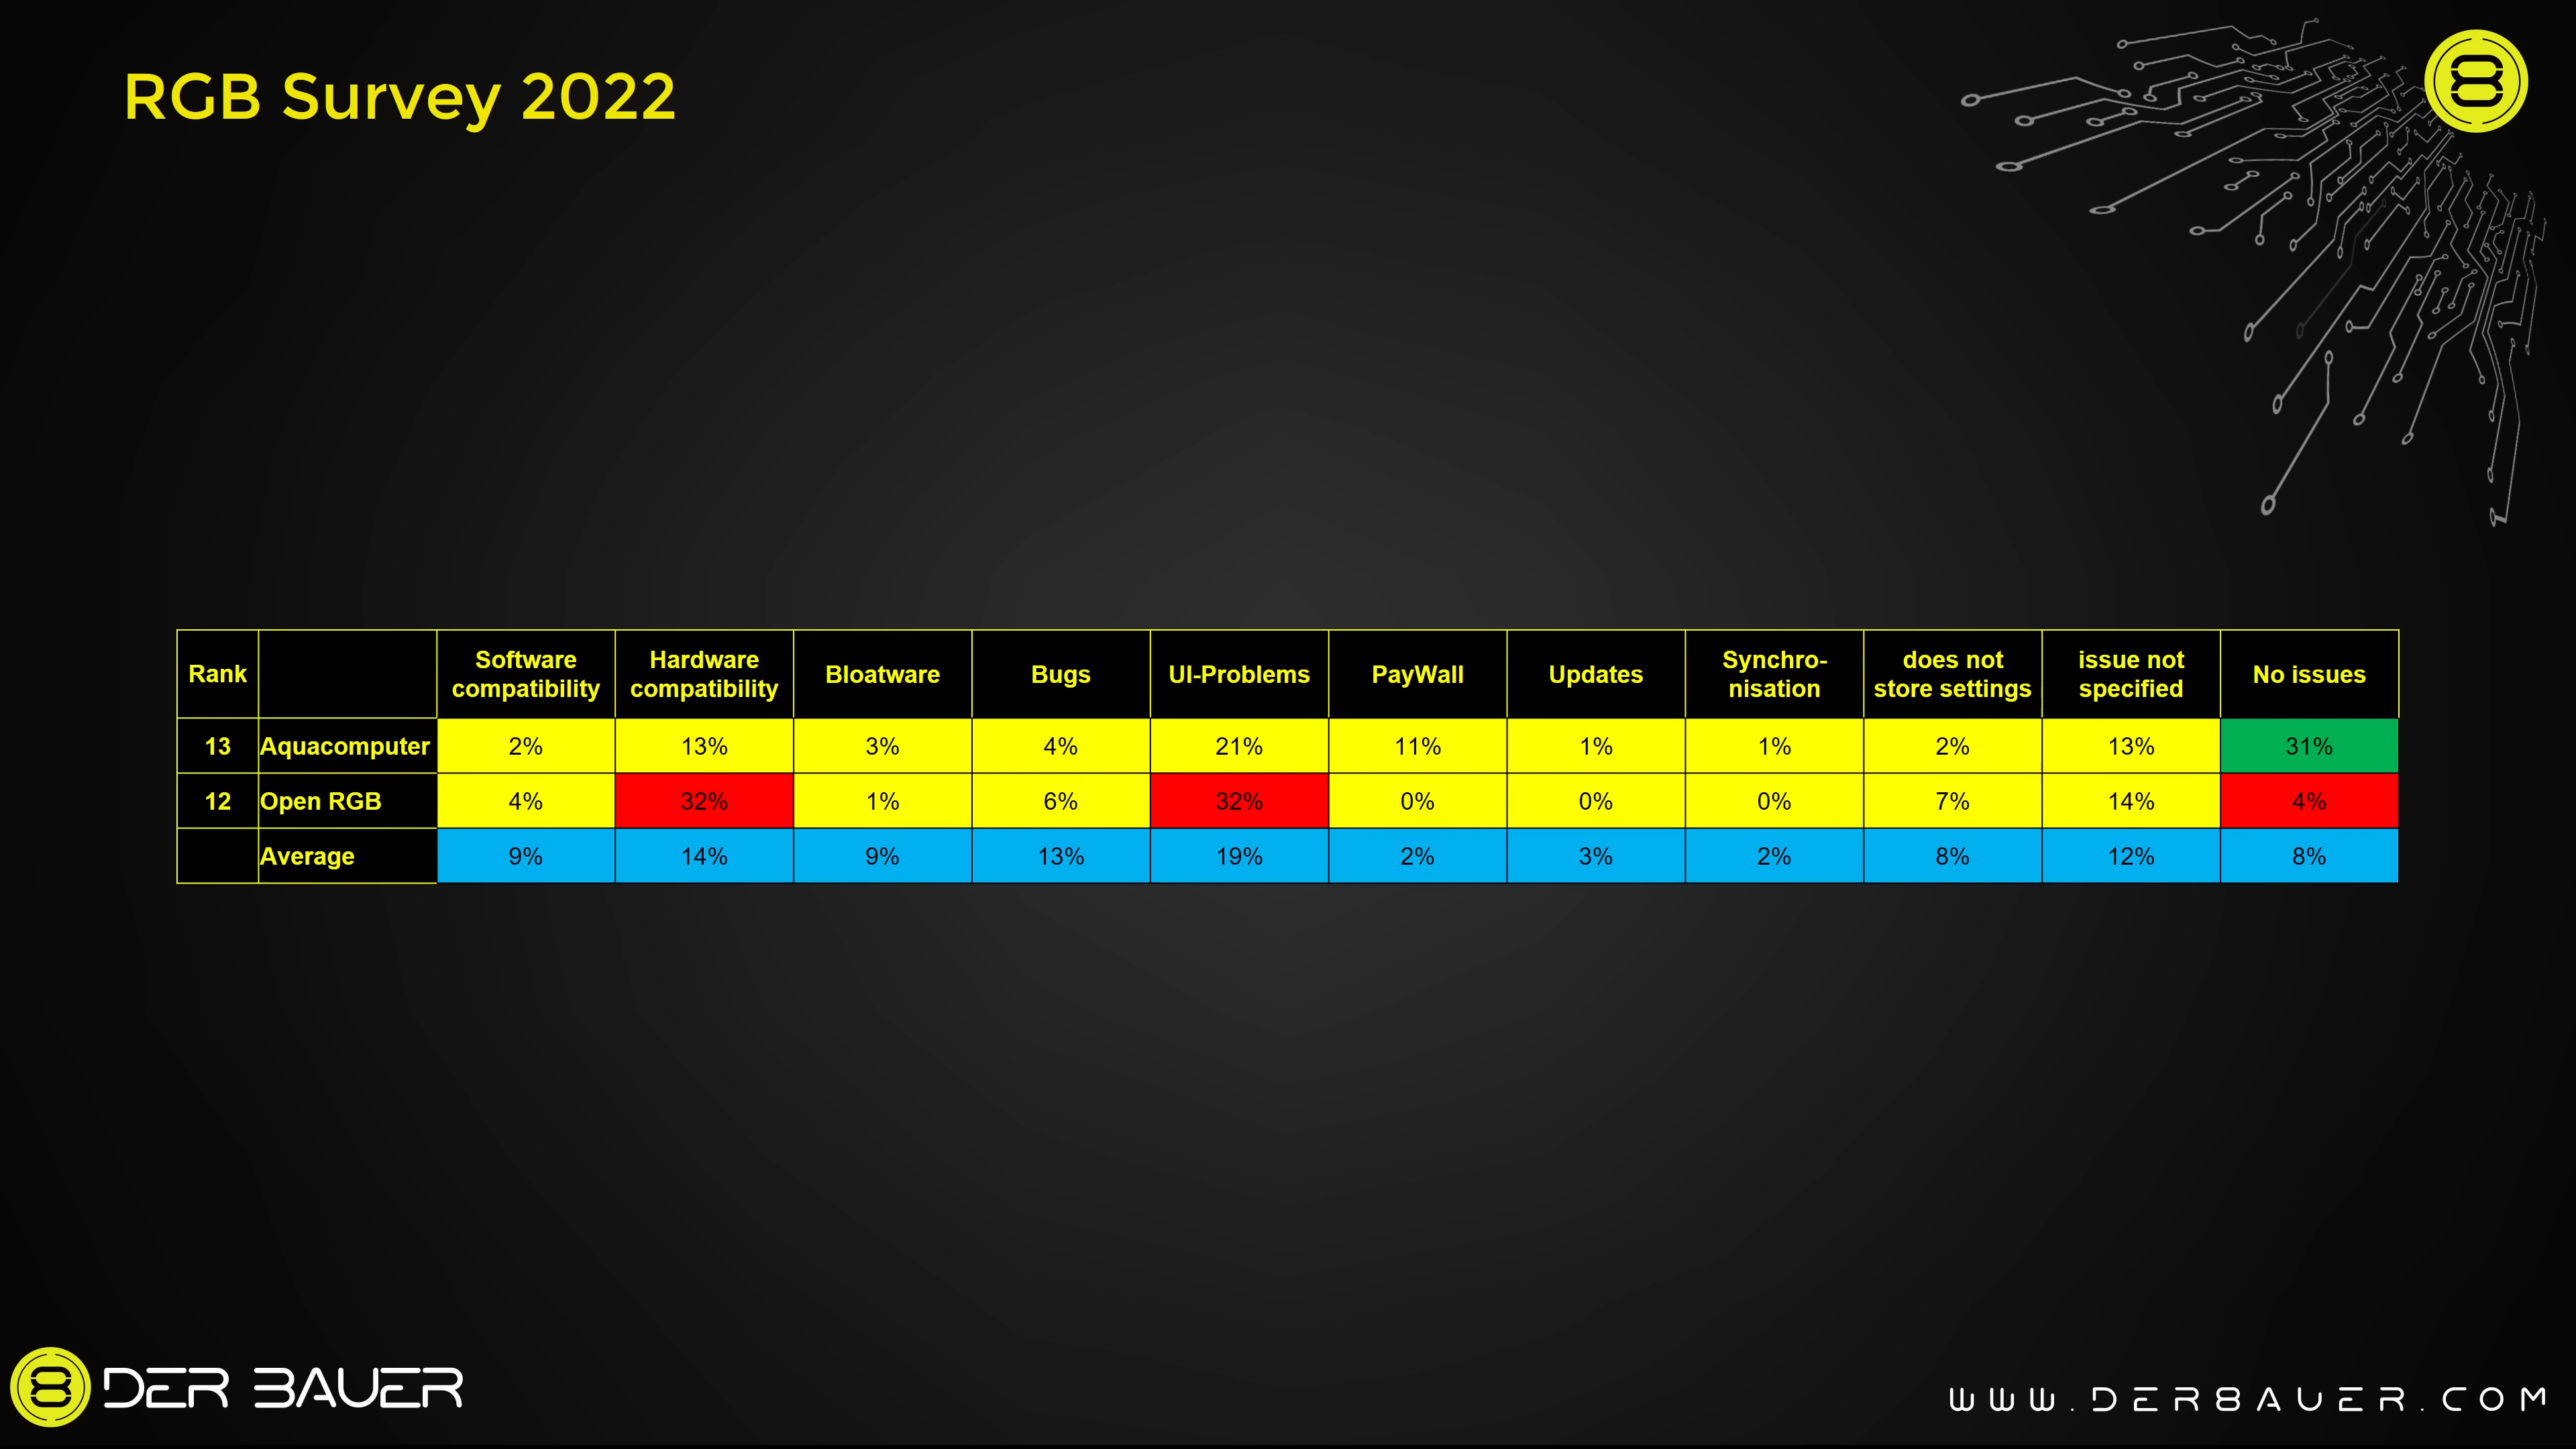 RGB Survey 2022
8
Rank Software compatibility Hardware compatibility Bloatware Bugs UI-Problems PayWall Updates Synchro-nisation does not store settings issue not specified No issues
13 Aquacomputer 2% 13% 3% 4% 21% 11% 1% 1% 2% 13% 31%
12 Open RGB 4% 32% 1% 6% 32% 0% 0% 0% 7% 14% 4%
Average 9% 14% 9% 13% 19% 2% 3% 2% 8% 12% 8%
8 DER BAUER
WWW.DER8AUER.COM